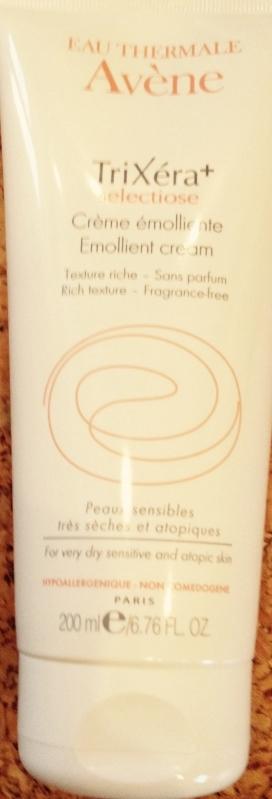 EAU THERMALE
Avène
TriXéra+
selectiose
Crème émolliente
Emollient cream
Texture riche - Sans parfum
Rich texture - Fragrance-free
Peaux sensibles
très sèches et atopiques
For very dry sensitive and atopic skin
HYPOALLERGENIQUE - NON COMEDOGENE
PARIS
200 ml e/6.76 FL. OZ.